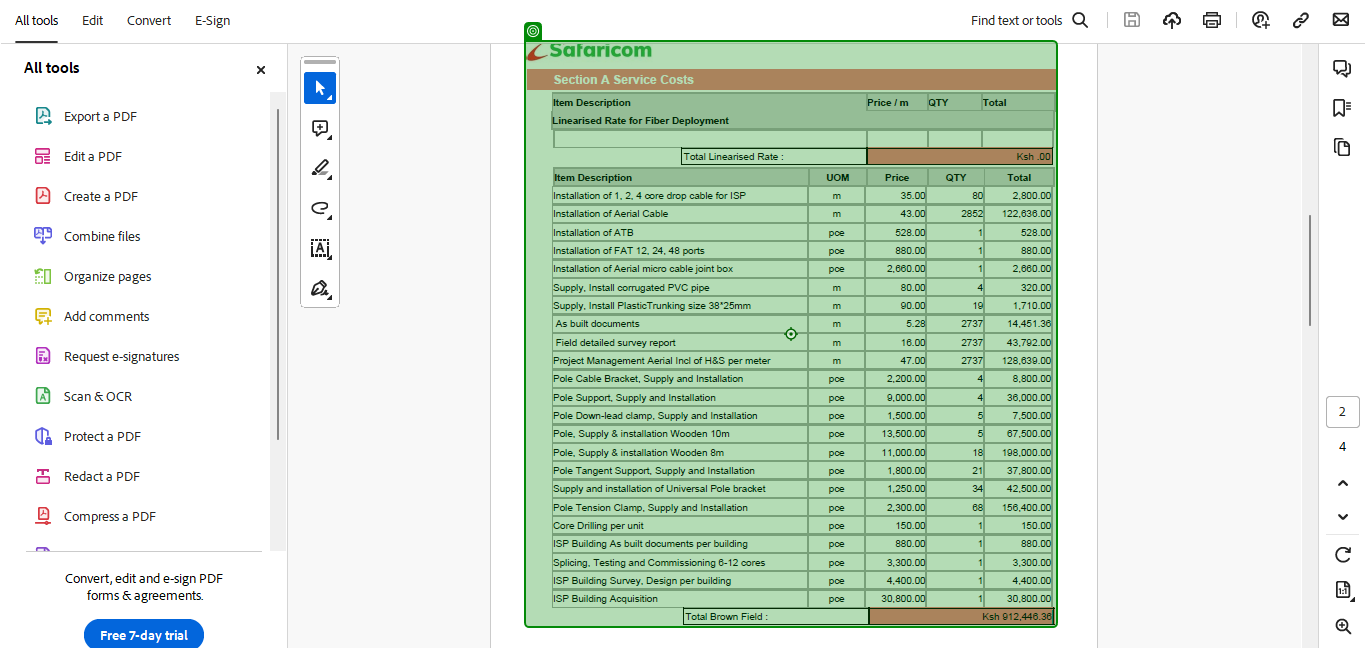 All tools Edit Convert E-Sign Find text or tools
All tools
Export a PDF
Edit a PDF
Create a PDF
Combine files
Organize pages
Add comments
Request e-signatures
Scan & OCR
Protect a PDF
Redact a PDF
Compress a PDF
Convert, edit and e-sign PDF
forms & agreements.
Free 7-day trial
Safaricom
Section A Service Costs
Item Description Price / m QTY Total
Linearised Rate for Fiber Deployment
Total Linearised Rate : Ksh .00
Item Description UOM Price QTY Total
Installation of 1, 2, 4 core drop cable for ISP m 35.00 80 2,800.00
Installation of Aerial Cable m 43.00 2852 122,636.00
Installation of ATB pce 528.00 1 528.00
Installation of FAT 12, 24, 48 ports pce 880.00 1 880.00
Installation of Aerial micro cable joint box pce 2,660.00 1 2,660.00
Supply, Install corrugated PVC pipe m 80.00 4 320.00
Supply, Install PlasticTrunking size 38*25mm m 90.00 19 1,710.00
As built documents m 5.28 2737 14,451.36
Field detailed survey report m 16.00 2737 43,792.00
Project Management Aerial Incl of H&S per meter m 47.00 2737 128,639.00
Pole Cable Bracket, Supply and Installation pce 2,200.00 4 8,800.00
Pole Support, Supply and Installation pce 9,000.00 4 36,000.00
Pole Down-lead clamp, Supply and Installation pce 1,500.00 5 7,500.00
Pole, Supply & installation Wooden 10m pce 13,500.00 5 67,500.00
Pole, Supply & installation Wooden 8m pce 11,000.00 18 198,000.00
Pole Tangent Support, Supply and Installation pce 1,800.00 21 37,800.00
Supply and installation of Universal Pole bracket pce 1,250.00 34 42,500.00
Pole Tension Clamp, Supply and Installation pce 2,300.00 68 156,400.00
Core Drilling per unit pce 150.00 1 150.00
ISP Building As built documents per building pce 880.00 1 880.00
Splicing, Testing and Commissioning 6-12 cores pce 3,300.00 1 3,300.00
ISP Building Survey, Design per building pce 4,400.00 1 4,400.00
ISP Building Acquisition pce 30,800.00 1 30,800.00
Total Brown Field : Ksh 912,446.36
2
4